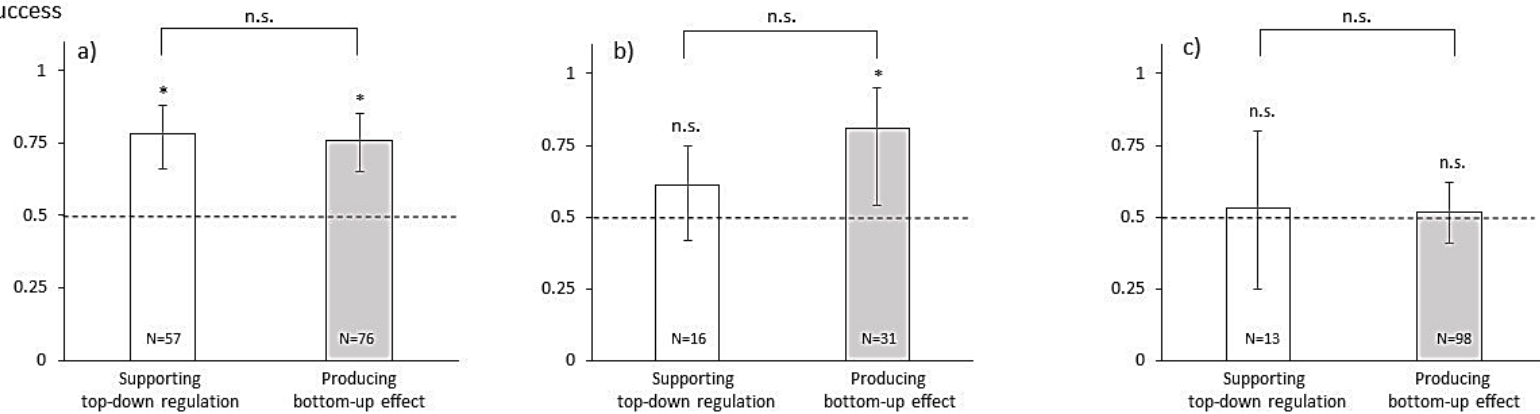 n.s.
a)
1
*
*
0.75
0.5
0.25
N=57
N=76
0
Supporting
top-down regulation
Producing
bottom-up effect
n.s.
b)
1
*
n.s.
0.75
0.5
0.25
N=16
N=31
0
Supporting
top-down regulation
Producing
bottom-up effect
n.s.
c)
1
n.s.
n.s.
0.75
0.5
0.25
N=13
N=98
0
Supporting
top-down regulation
Producing
bottom-up effect